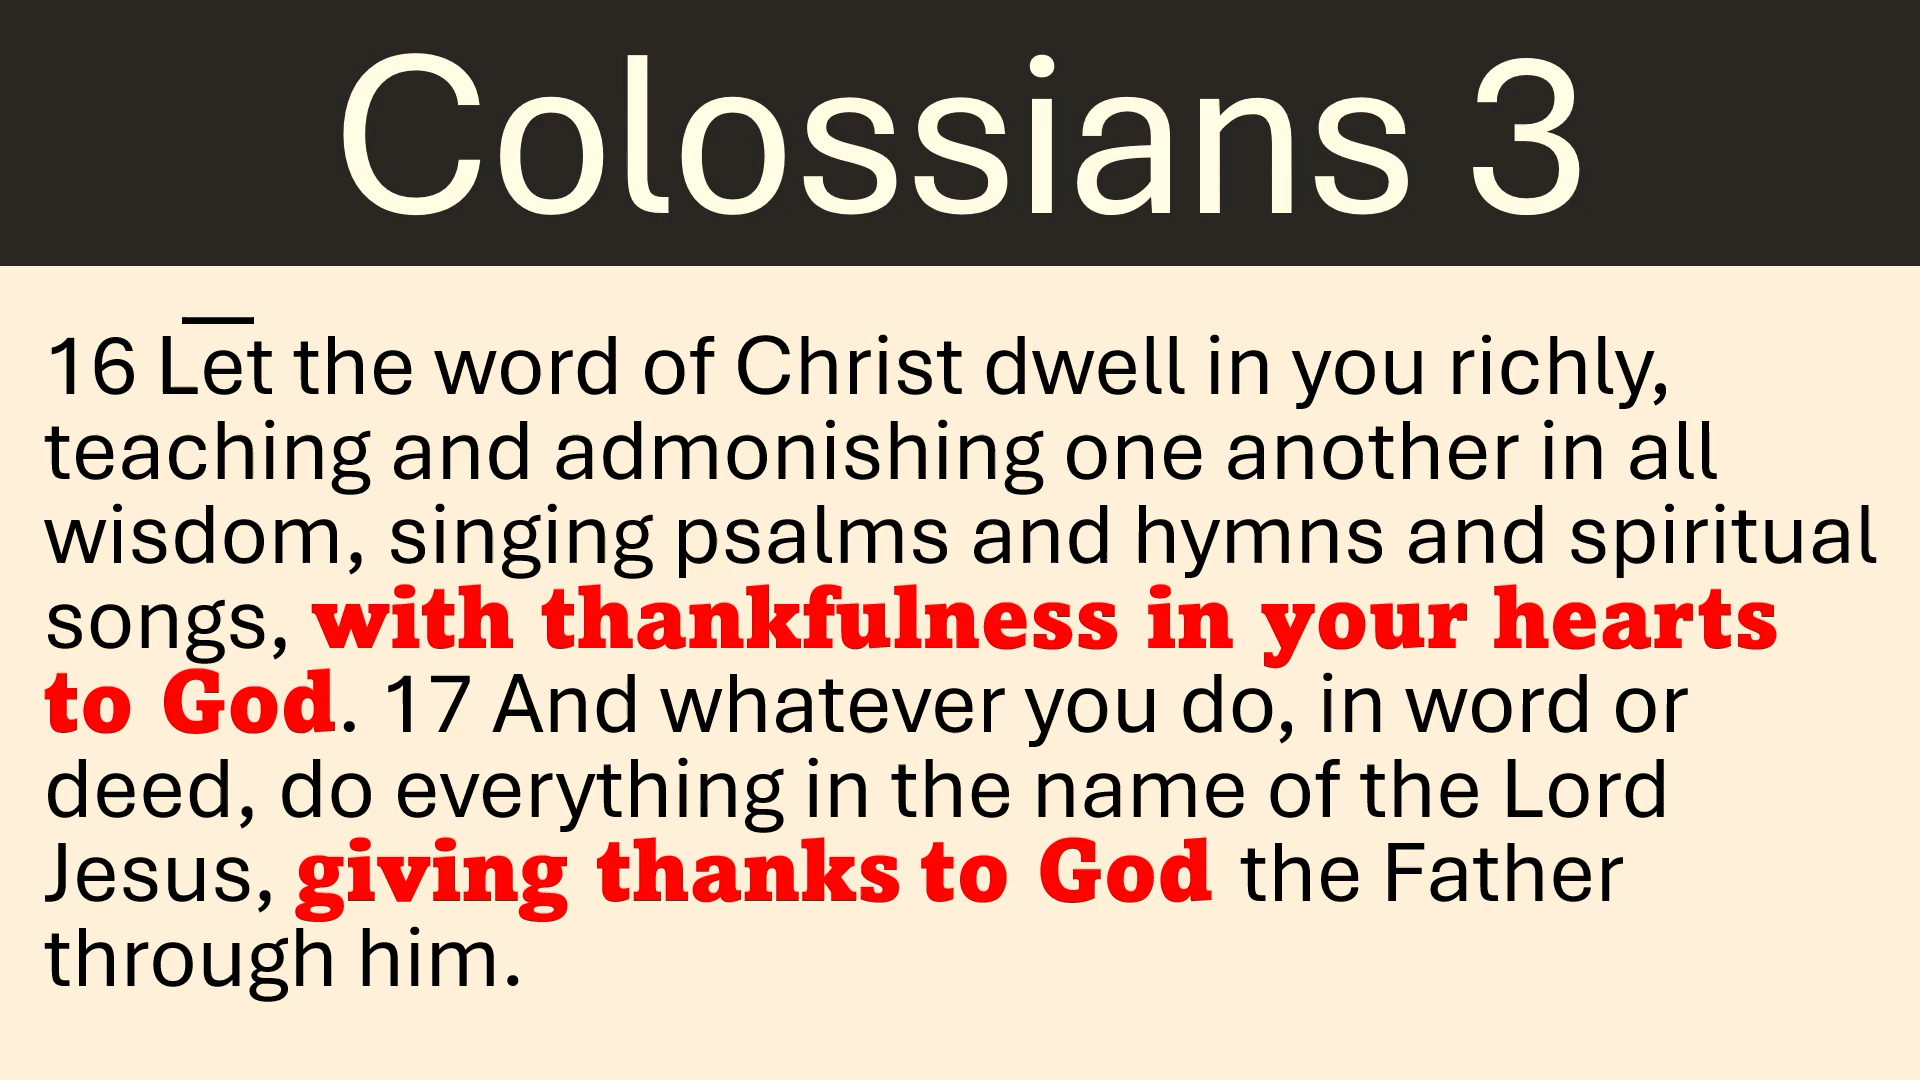 Colossians 3
16 Let the word of Christ dwell in you richly,
teaching and admonishing one another in all
wisdom, singing psalms and hymns and spiritual
songs, with thankfulness in your hearts
to God. 17 And whatever you do, in word or
deed, do everything in the name of the Lord
Jesus, giving thanks to God the Father
through him.